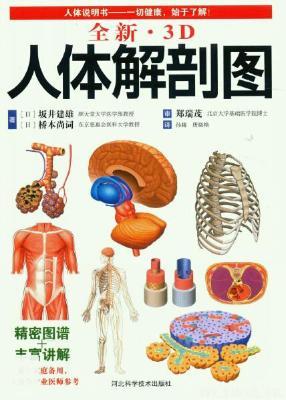 人体说明书——一切健康，始于了解！
全新·3D
人体解剖图
著
[日] 坂井建雄 顺天堂大学医学部教授
[日] 桥本尚词 东京慈惠会医科大学教授
审 郑瑞茂 北京大学基础医学院博士
译 孙锦 唐晓艳
精密图谱
+
丰富讲解
庭备用，
业医师参考
河北科学技术出版社